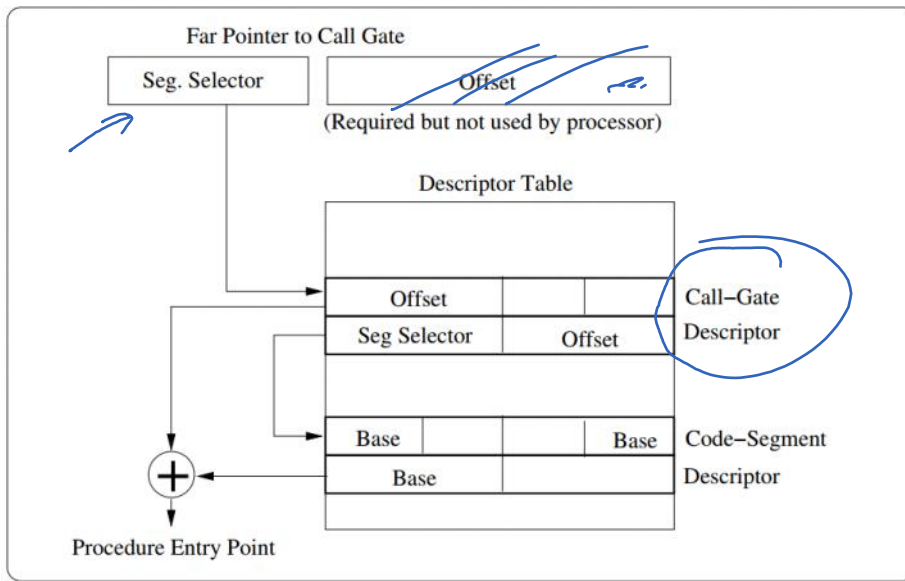 Far Pointer to Call Gate
Seg. Selector
Offset
(Required but not used by processor)
Descriptor Table
Offset
Call–Gate
Seg Selector
Offset
Descriptor
Base
Base
Code–Segment
Base
Descriptor
Procedure Entry Point